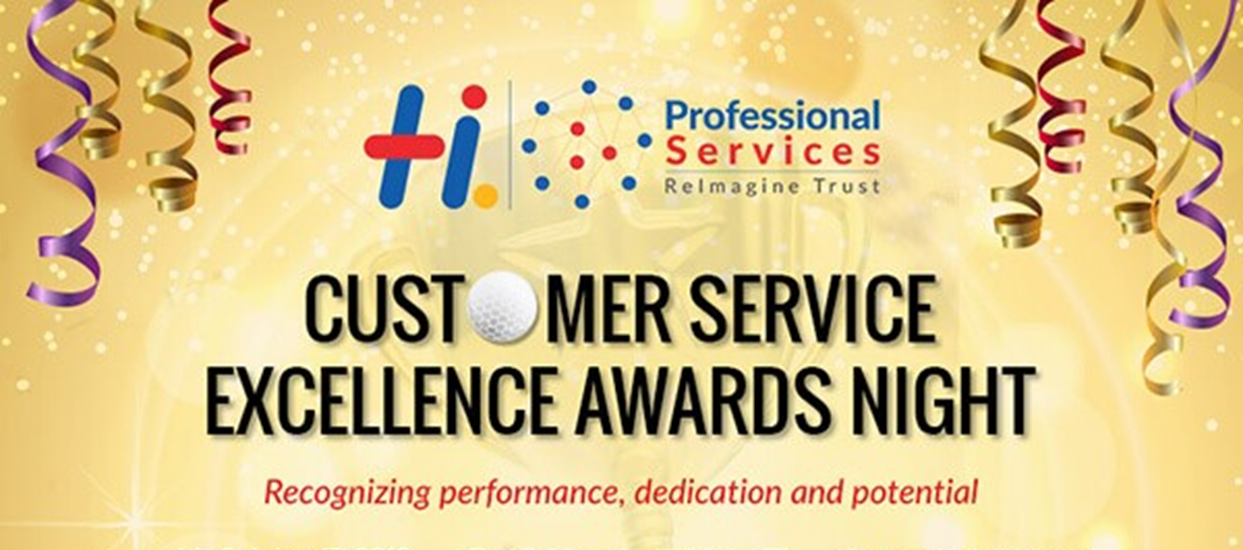 Hi.
Professional
Services
ReImagine Trust
CUSTOMER SERVICE
EXCELLENCE AWARDS NIGHT
Recognizing performance, dedication and potential